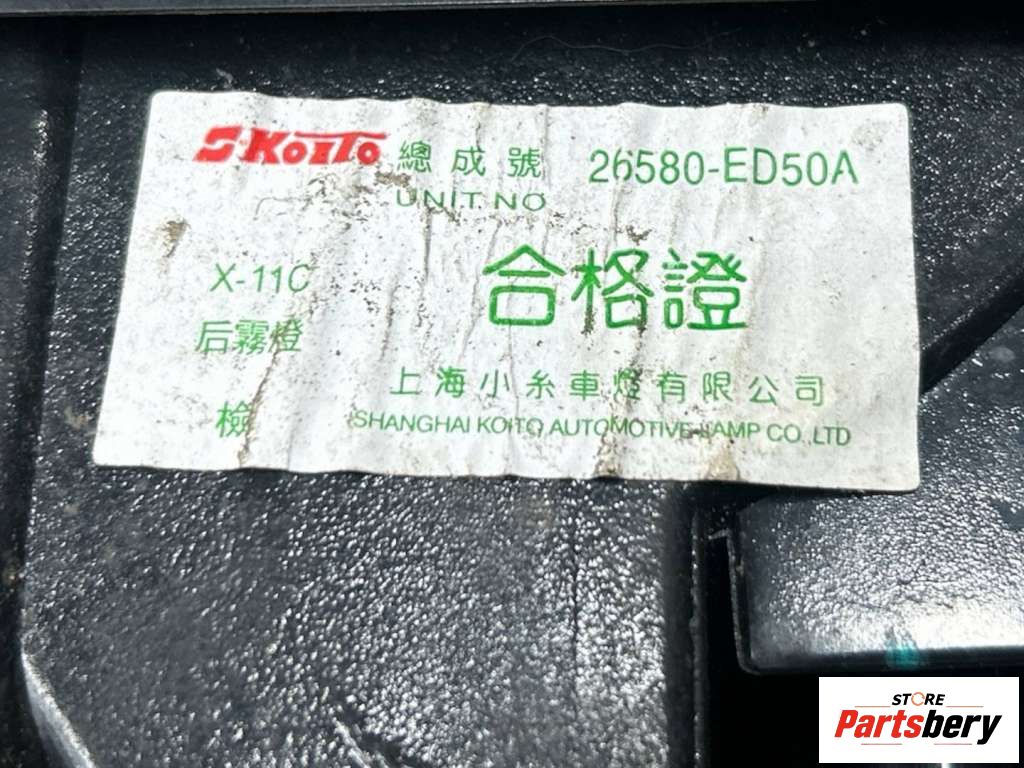 S-KOITO 總成號 26580-ED50A
UNIT. NO
X-11C 合格證
后霧燈
上海小糸車燈有限公司
檢 SHANGHAI KOITO AUTOMOTIVE LAMP CO., LTD
STORE
Partsbery